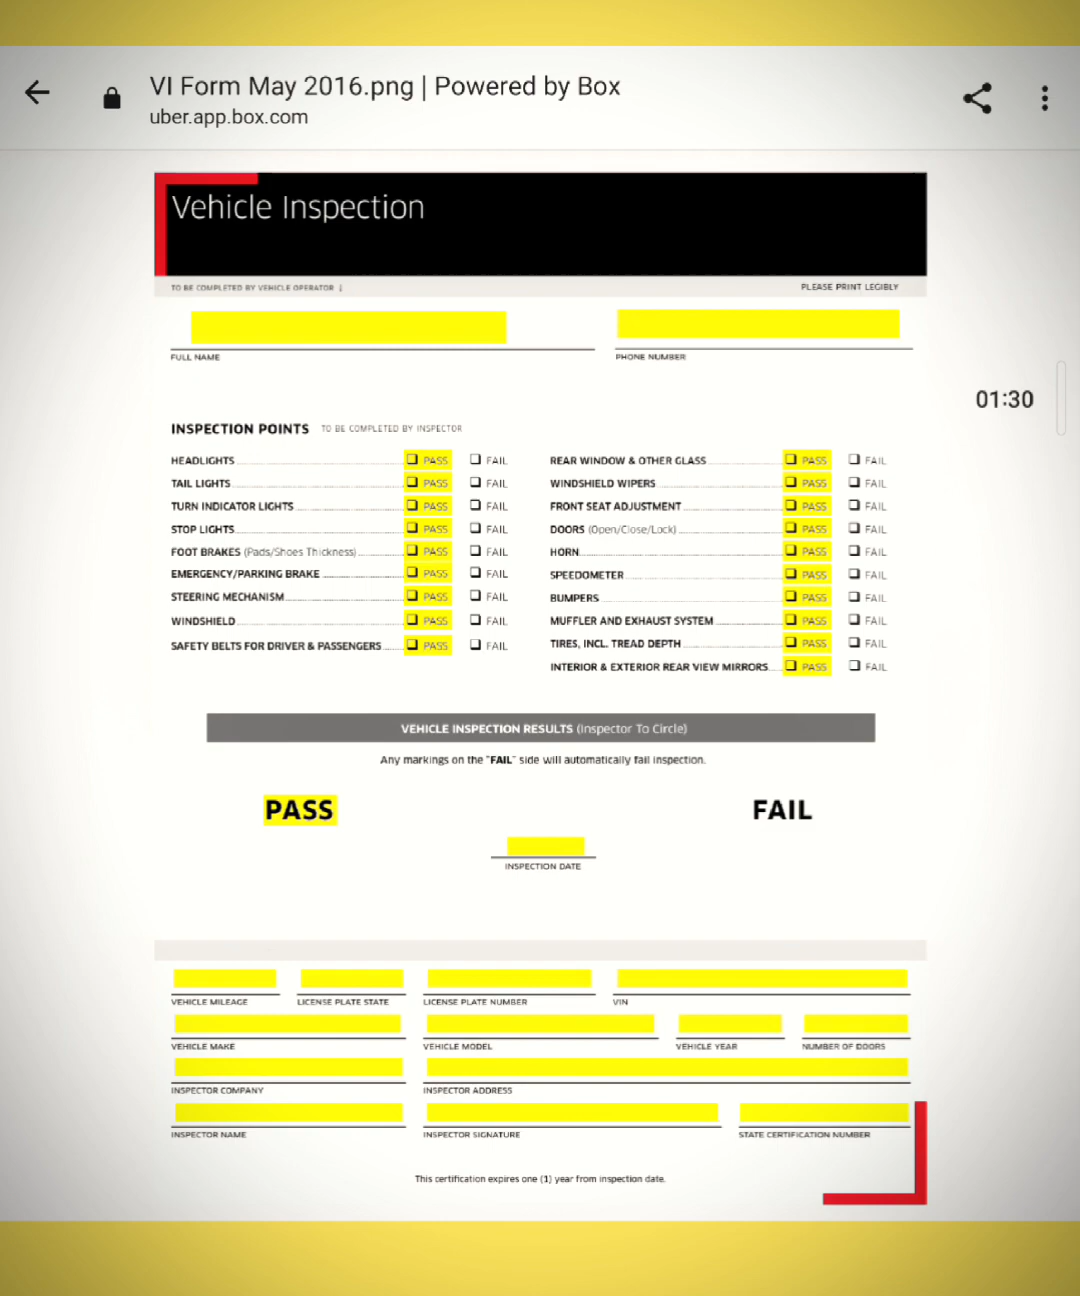 VI Form May 2016.png | Powered by Box
uber.app.box.com
Vehicle Inspection
TO BE COMPLETED BY VEHICLE OPERATOR ↓ PLEASE PRINT LEGIBLY
FULL NAME PHONE NUMBER
01:30
INSPECTION POINTS TO BE COMPLETED BY INSPECTOR
HEADLIGHTS PASS FAIL
TAIL LIGHTS PASS FAIL
TURN INDICATOR LIGHTS PASS FAIL
STOP LIGHTS PASS FAIL
FOOT BRAKES (Pads/Shoes Thickness) PASS FAIL
EMERGENCY/PARKING BRAKE PASS FAIL
STEERING MECHANISM PASS FAIL
WINDSHIELD PASS FAIL
SAFETY BELTS FOR DRIVER & PASSENGERS PASS FAIL
REAR WINDOW & OTHER GLASS PASS FAIL
WINDSHIELD WIPERS PASS FAIL
FRONT SEAT ADJUSTMENT PASS FAIL
DOORS (Open/Close/Lock) PASS FAIL
HORN PASS FAIL
SPEEDOMETER PASS FAIL
BUMPERS PASS FAIL
MUFFLER AND EXHAUST SYSTEM PASS FAIL
TIRES, INCL. TREAD DEPTH PASS FAIL
INTERIOR & EXTERIOR REAR VIEW MIRRORS PASS FAIL
VEHICLE INSPECTION RESULTS (Inspector To Circle)
Any markings on the "FAIL" side will automatically fail inspection.
PASS FAIL
INSPECTION DATE
VEHICLE MILEAGE LICENSE PLATE STATE LICENSE PLATE NUMBER VIN
VEHICLE MAKE VEHICLE MODEL VEHICLE YEAR NUMBER OF DOORS
INSPECTOR COMPANY INSPECTOR ADDRESS
INSPECTOR NAME INSPECTOR SIGNATURE STATE CERTIFICATION NUMBER
This certification expires one (1) year from inspection date.